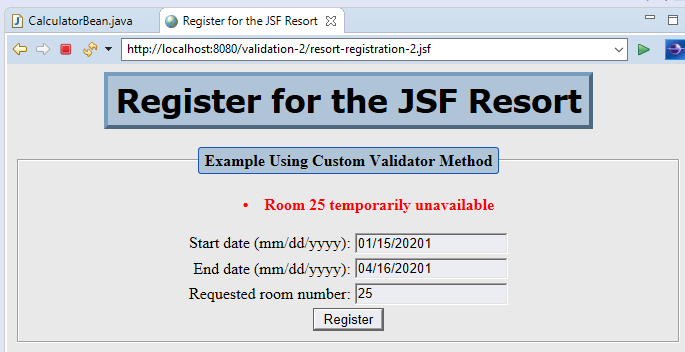 CalculatorBean.java Register for the JSF Resort
http://localhost:8080/validation-2/resort-registration-2.jsf
Register for the JSF Resort
Example Using Custom Validator Method
• Room 25 temporarily unavailable
Start date (mm/dd/yyyy): 01/15/20201
End date (mm/dd/yyyy): 04/16/20201
Requested room number: 25
Register